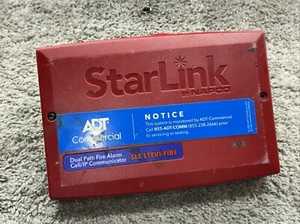 StarLink
BY NAPCO
ADT
Commercial
NOTICE
This system is monitored by ADT Commercial.
Call 855-ADT-COMM (855-238-2666) prior
to servicing or testing.
Dual Path Fire Alarm
Cell/IP Communicator
SLE-LTEVI-FIRE